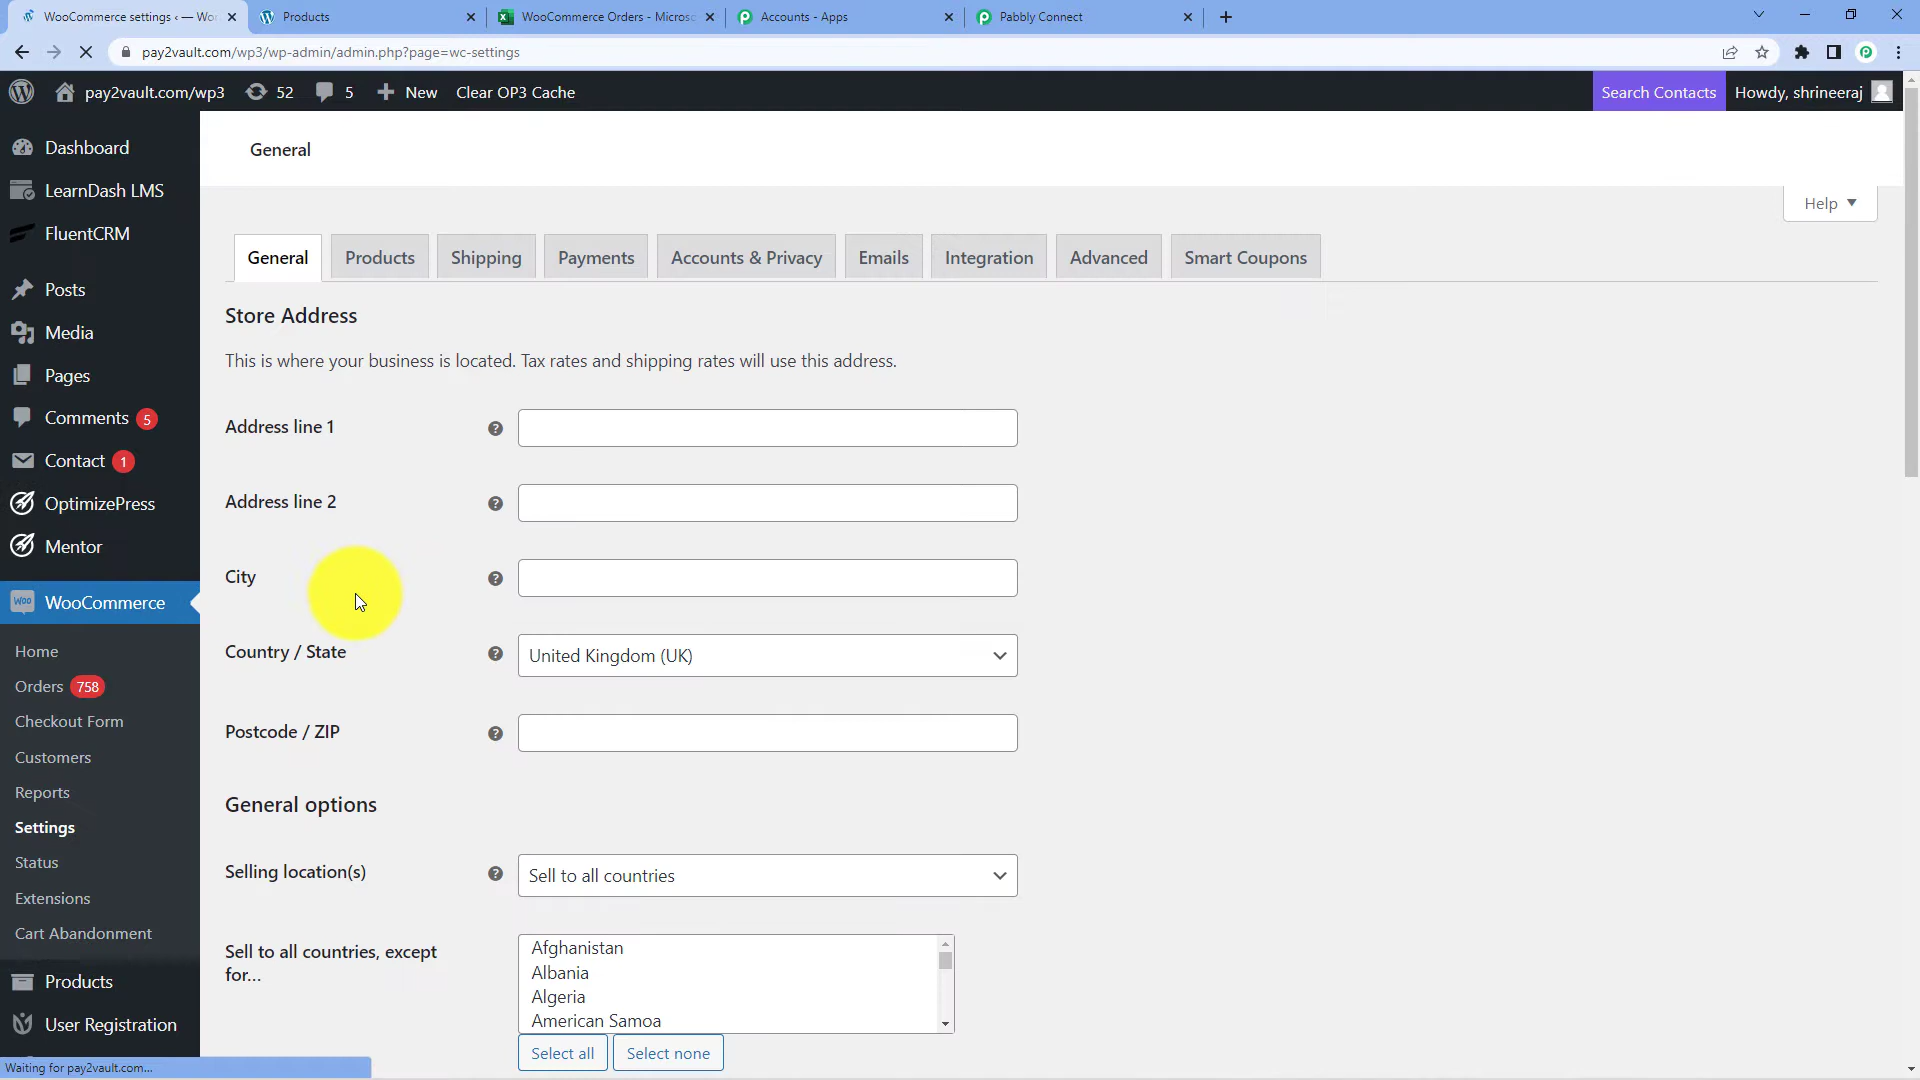 WooCommerce settings ‹ — Wor
Products
WooCommerce Orders - Microso
Accounts - Apps
Pabbly Connect
pay2vault.com/wp3/wp-admin/admin.php?page=wc-settings
pay2vault.com/wp3
52
5
New
Clear OP3 Cache
Search Contacts
Howdy, shrineeraj
Dashboard
LearnDash LMS
FluentCRM
Posts
Media
Pages
Comments 5
Contact 1
OptimizePress
Mentor
Woo
WooCommerce
Home
Orders 758
Checkout Form
Customers
Reports
Settings
Status
Extensions
Cart Abandonment
Products
User Registration
General
Help
General
Products
Shipping
Payments
Accounts & Privacy
Emails
Integration
Advanced
Smart Coupons
Store Address
This is where your business is located. Tax rates and shipping rates will use this address.
Address line 1
Address line 2
City
Country / State
United Kingdom (UK)
Postcode / ZIP
General options
Selling location(s)
Sell to all countries
Sell to all countries, except
for...
Afghanistan
Albania
Algeria
American Samoa
Select all
Select none
Waiting for pay2vault.com...